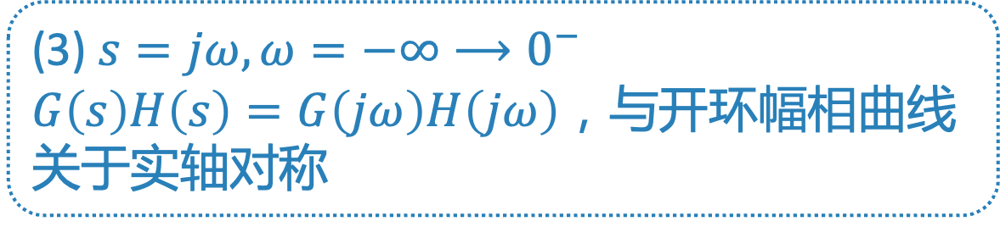 (3) s = jω, ω = −∞ ⟶ 0⁻
G(s)H(s) = G(jω)H(jω)，与开环幅相曲线
关于实轴对称